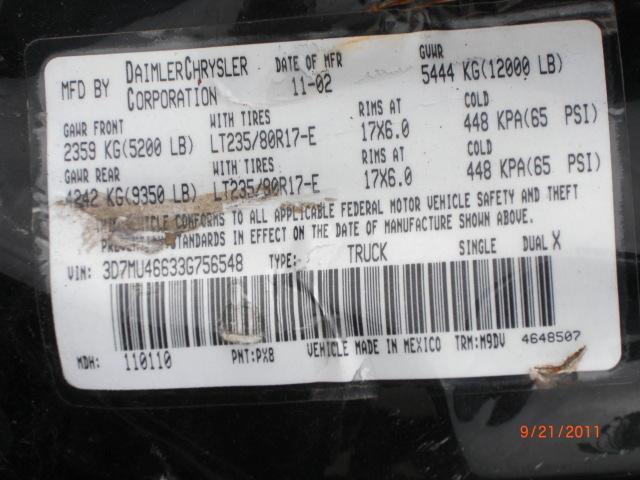 MFD BY DAIMLERCHRYSLER CORPORATION DATE OF MFR 11-02 GVWR 5444 KG(12000 LB)
GAWR FRONT WITH TIRES RIMS AT COLD
2359 KG(5200 LB) LT235/80R17-E 17X6.0 448 KPA(65 PSI)
GAWR REAR WITH TIRES RIMS AT COLD
4242 KG(9350 LB) LT235/80R17-E 17X6.0 448 KPA(65 PSI)
VEHICLE CONFORMS TO ALL APPLICABLE FEDERAL MOTOR VEHICLE SAFETY AND THEFT
STANDARDS IN EFFECT ON THE DATE OF MANUFACTURE SHOWN ABOVE.
VIN: 3D7MU46633G756548 TYPE: TRUCK SINGLE DUAL X
MDH: 110110 PNT:PX8 VEHICLE MADE IN MEXICO TRM:M9DV 4648507
9/21/2011